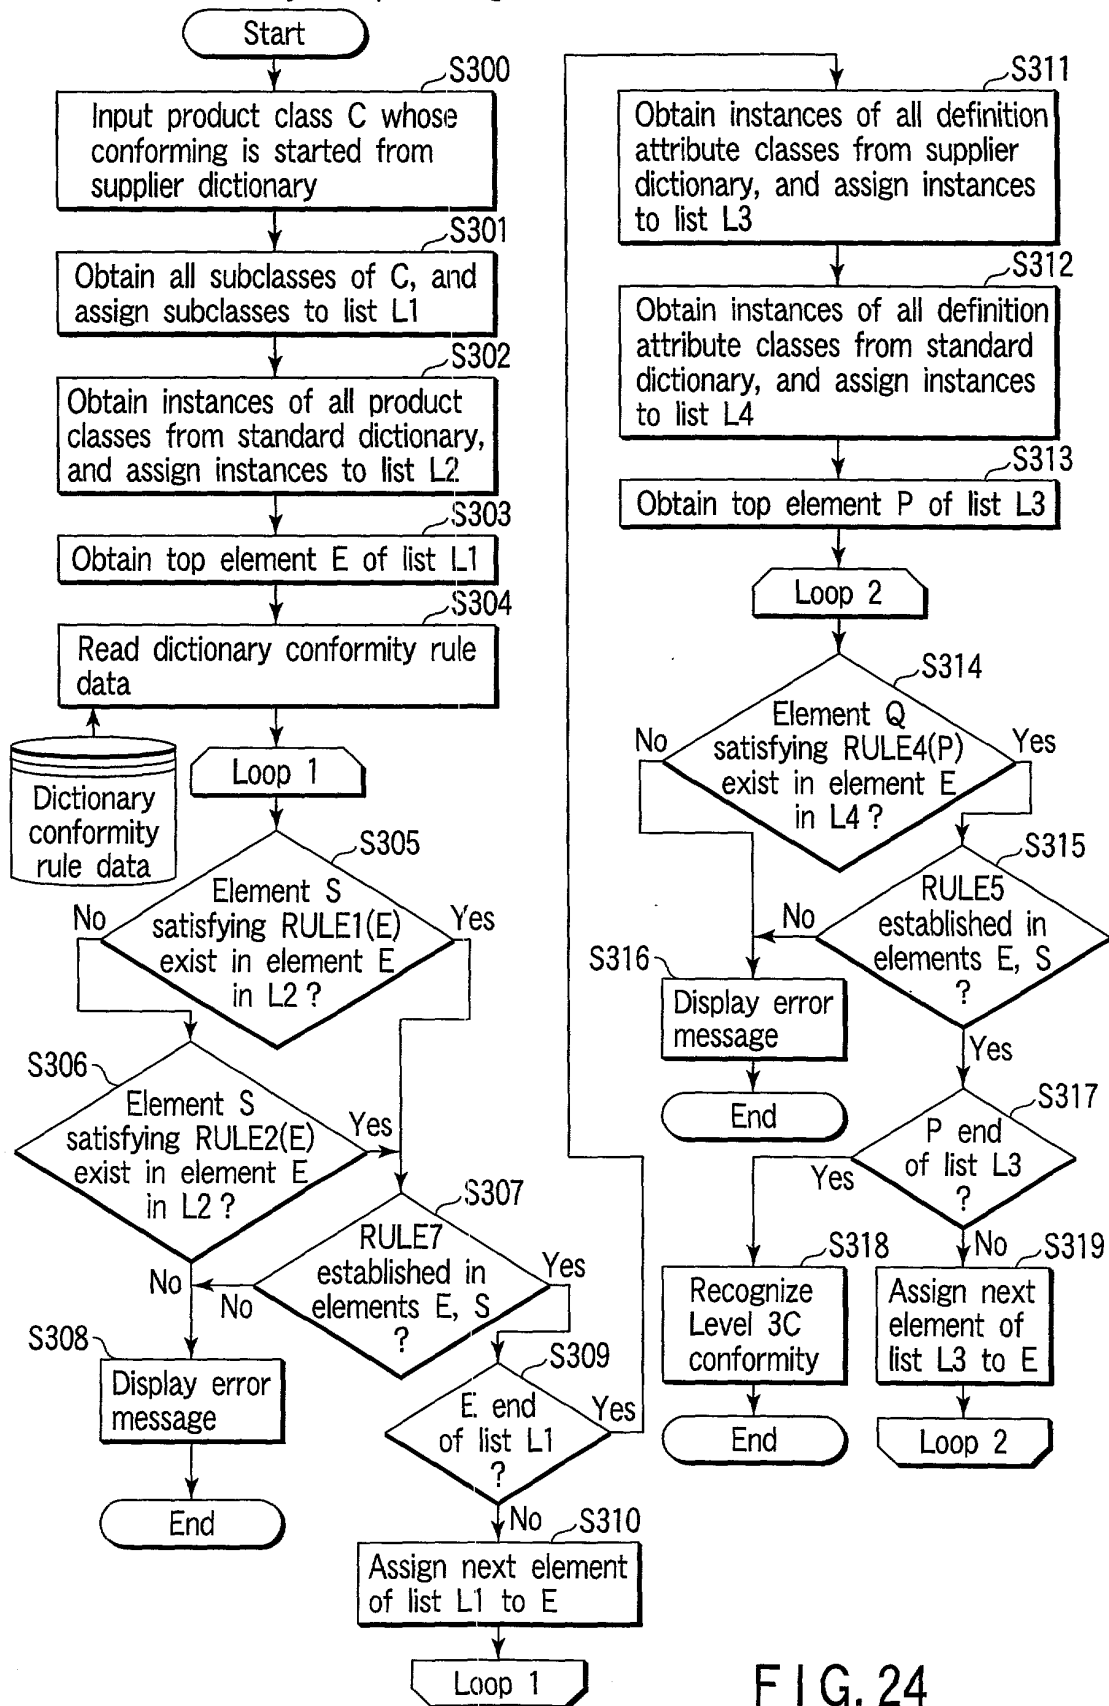 Start
S300
Input product class C whose
conforming is started from
supplier dictionary
S301
Obtain all subclasses of C, and
assign subclasses to list L1
S302
Obtain instances of all product
classes from standard dictionary,
and assign instances to list L2
S303
Obtain top element E of list L1
S304
Read dictionary conformity rule
data
Dictionary
conformity
rule data
Loop 1
S305
Element S
satisfying RULE1(E)
exist in element E
in L2 ?
No
Yes
S306
Element S
satisfying RULE2(E)
exist in element E
in L2 ?
Yes
No
S307
RULE7
established in
elements E, S
?
No
Yes
S308
Display error
message
End
S309
E end
of list L1
?
Yes
No
S310
Assign next element
of list L1 to E
Loop 1
S311
Obtain instances of all definition
attribute classes from supplier
dictionary, and assign instances
to list L3
S312
Obtain instances of all definition
attribute classes from standard
dictionary, and assign instances
to list L4
S313
Obtain top element P of list L3
Loop 2
S314
Element Q
satisfying RULE4(P)
exist in element E
in L4 ?
No
Yes
S315
RULE5
established in
elements E, S
?
No
Yes
S316
Display error
message
End
S317
P end
of list L3
?
Yes
No
S318
Recognize
Level 3C
conformity
End
S319
Assign next
element of
list L3 to E
Loop 2
FIG. 24